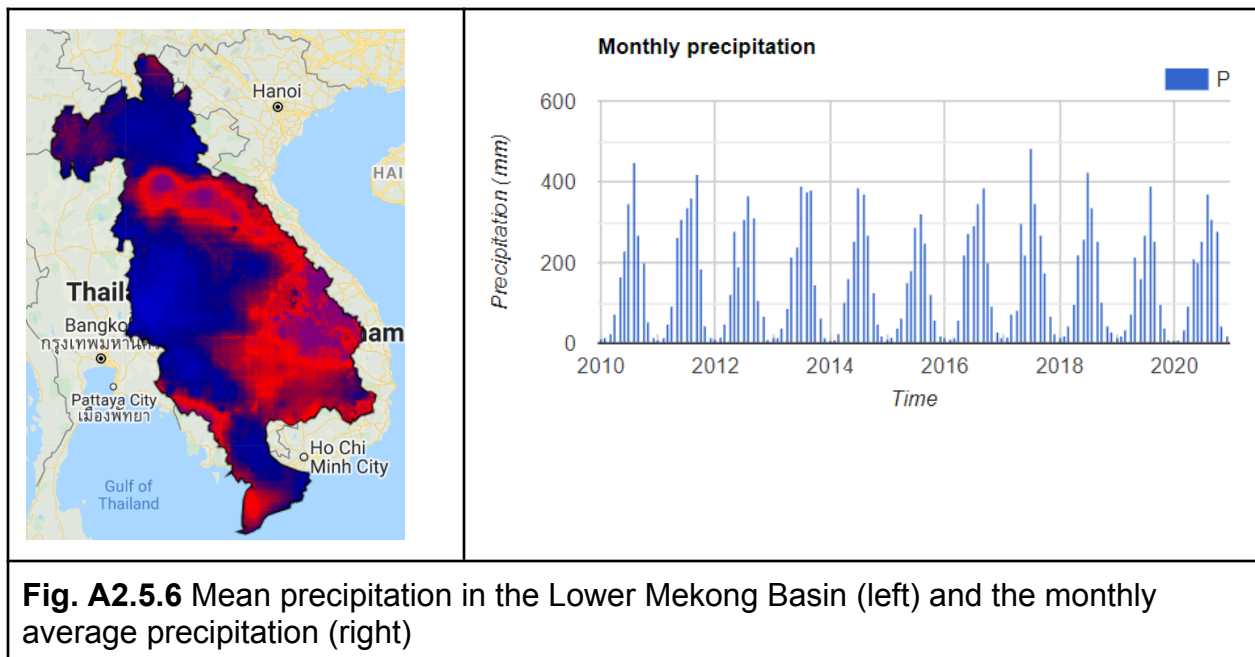 Hanoi
HAI
Thail
Bangko
กรุงเทพมหานคร
Pattaya City
เมืองพัทยา
nam
Ho Chi
Minh City
Gulf of
Thailand
Monthly precipitation
P
Precipitation (mm)
600
400
200
0
2010 2012 2014 2016 2018 2020
Time
Fig. A2.5.6 Mean precipitation in the Lower Mekong Basin (left) and the monthly
average precipitation (right)